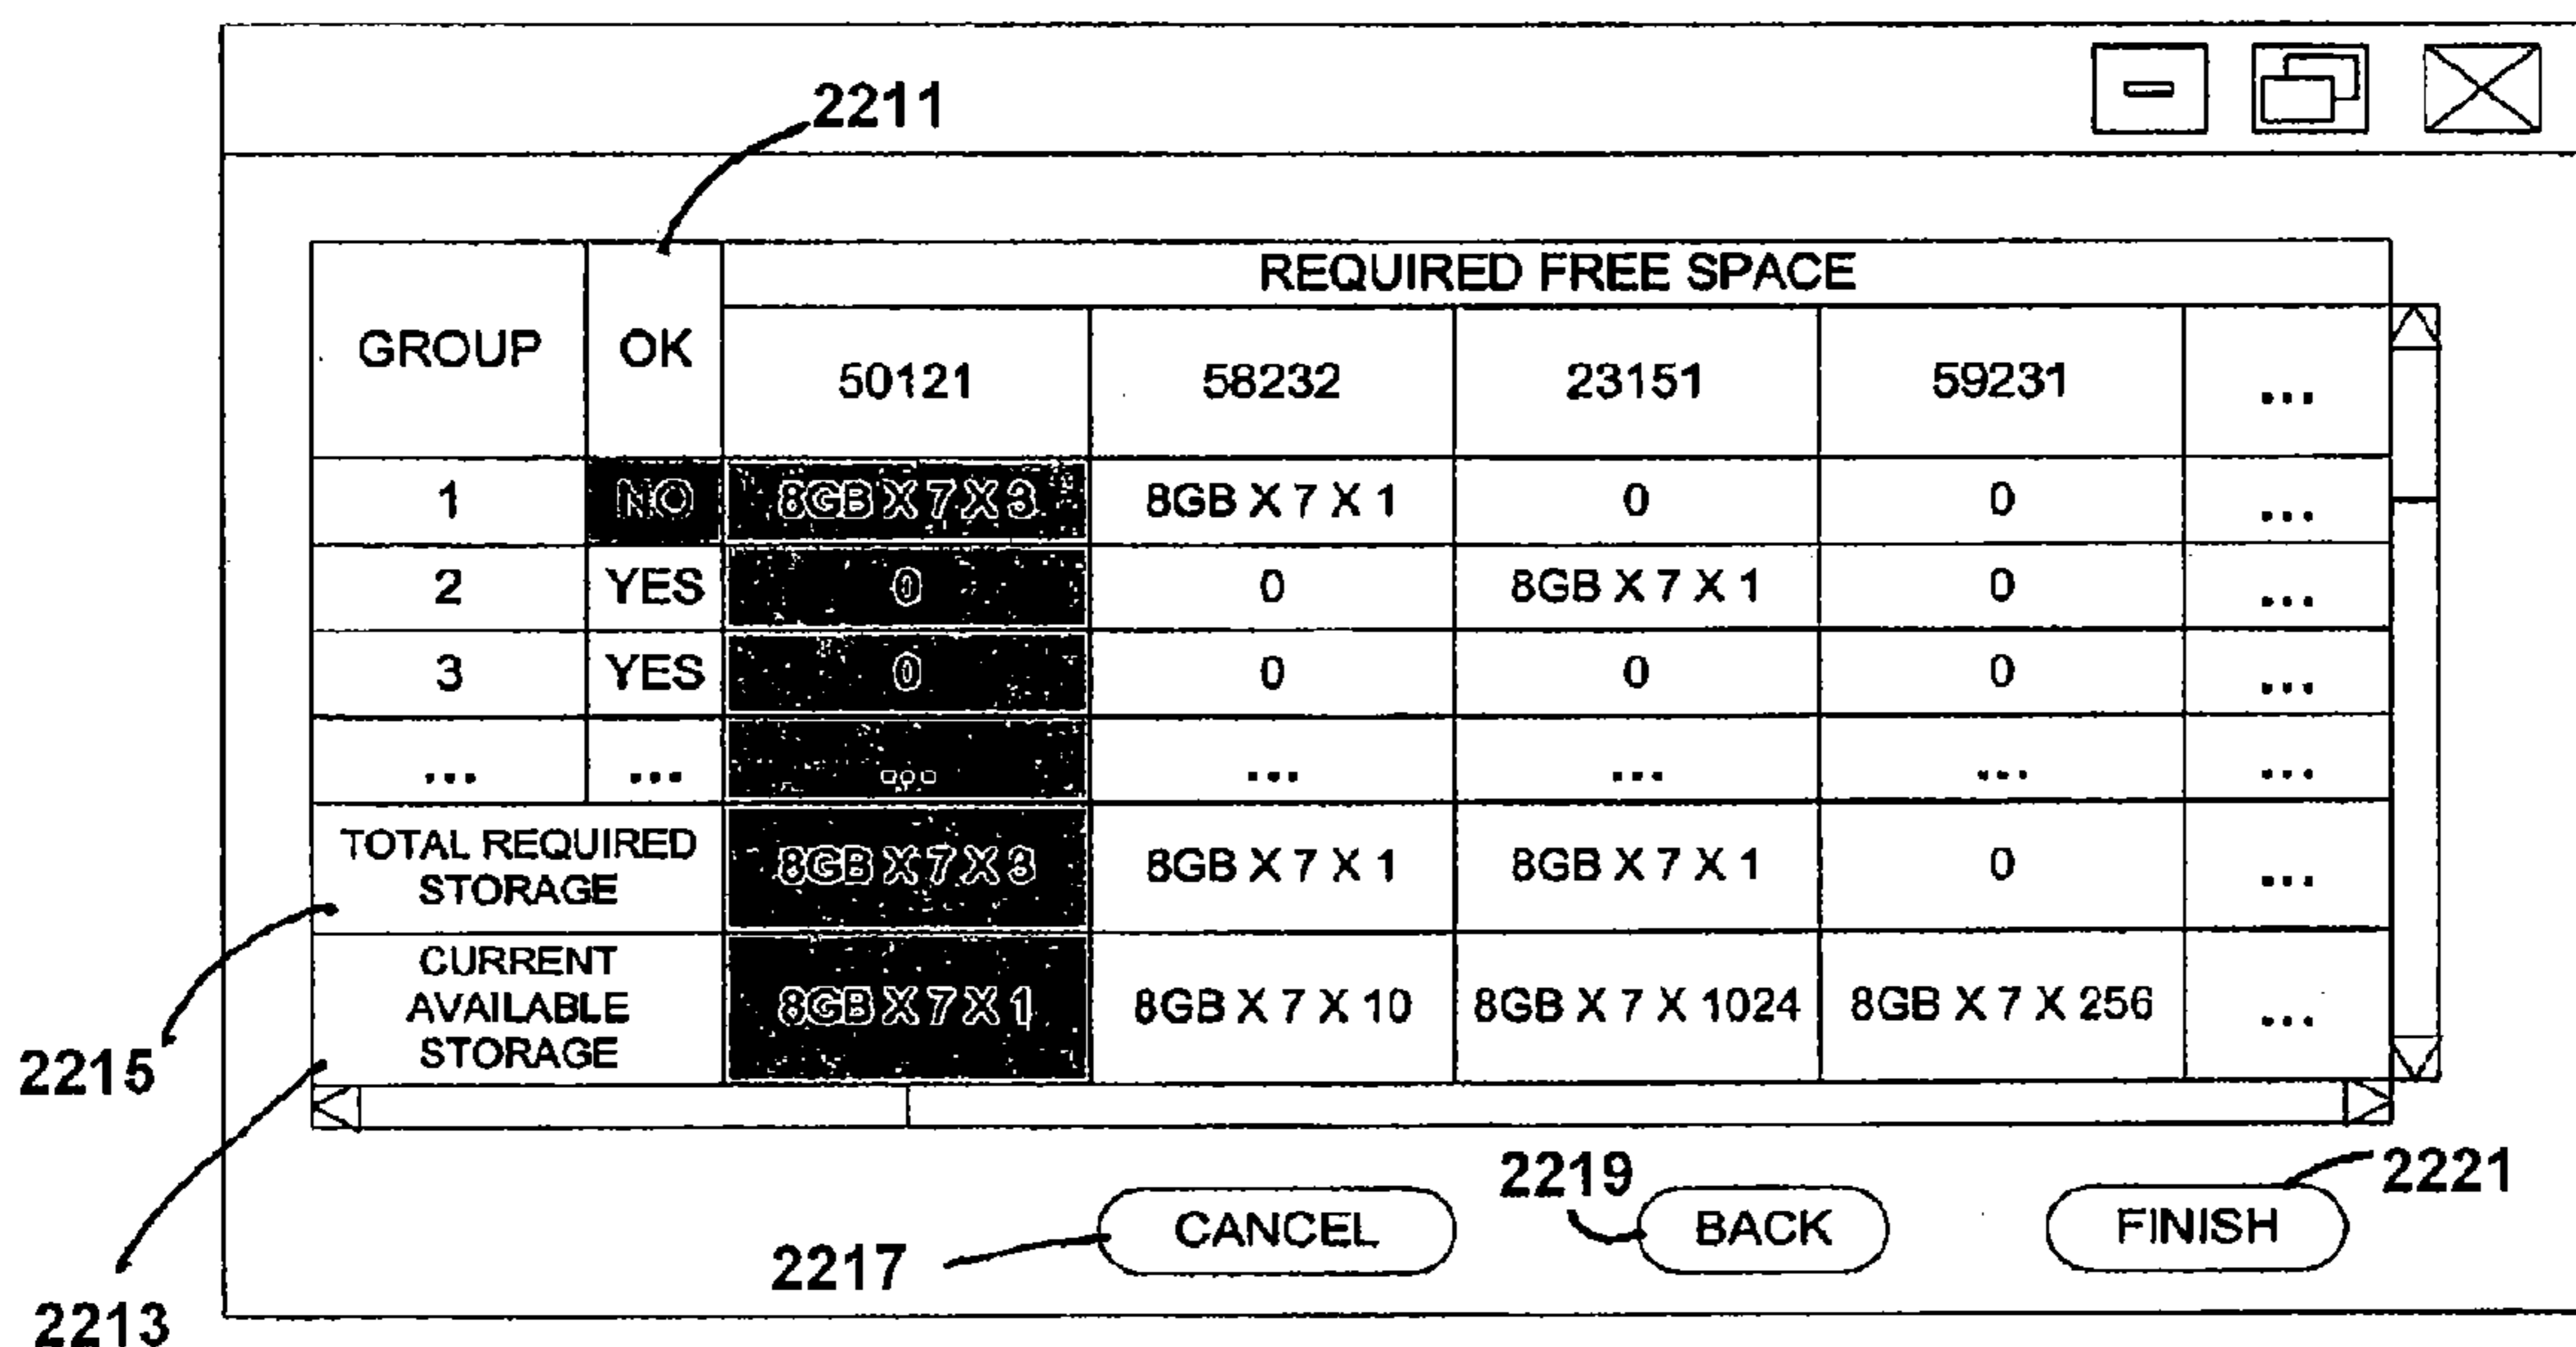 2211
REQUIRED FREE SPACE
GROUP OK 50121 58232 23151 59231 ...
1 NO 8GB X 7 X 3 8GB X 7 X 1 0 0 ...
2 YES 0 0 8GB X 7 X 1 0 ...
3 YES 0 0 0 0 ...
... ... ... ... ... ... ...
TOTAL REQUIRED
STORAGE
8GB X 7 X 3 8GB X 7 X 1 8GB X 7 X 1 0 ...
CURRENT
AVAILABLE
STORAGE
8GB X 7 X 1 8GB X 7 X 10 8GB X 7 X 1024 8GB X 7 X 256 ...
2215
2213
2217
CANCEL
2219
BACK
2221
FINISH